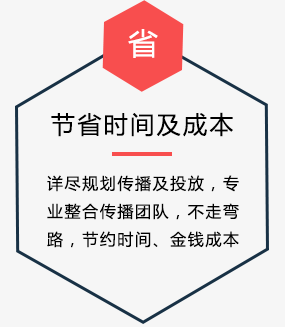 省
节省时间及成本
详尽规划传播及投放，专
业整合传播团队，不走弯
路，节约时间、金钱成本